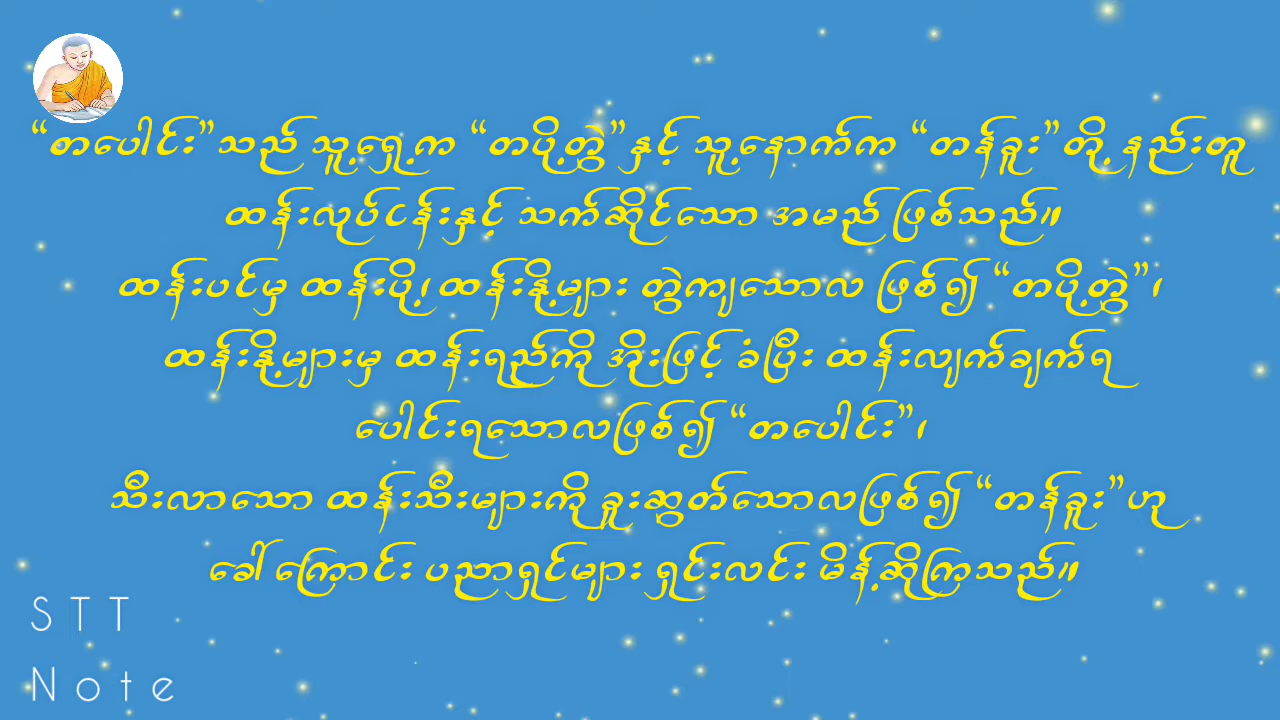 “တပေါင်း”သည် သူ့ရှေ့က “တပို့တွဲ”နှင့် သူ့နောက်က “တန်ခူး”တို့ နည်းတူ
ထန်းလုပ်ငန်းနှင့် သက်ဆိုင်သော အမည် ဖြစ်သည်။
ထန်းပင်မှ ထန်းပို့၊ ထန်းနို့များ တွဲကျသောလ ဖြစ်၍ “တပို့တွဲ”၊
ထန်းနို့များမှ ထန်းရည်ကို အိုးဖြင့် ခံပြီး ထန်းလျက်ချက်ရ
ပေါင်းရသောလဖြစ်၍ “တပေါင်း”၊
သီးလာသော ထန်းသီးများကို ခူးဆွတ်သောလဖြစ်၍ “တန်ခူး”ဟု
ခေါ်ကြောင်း ပညာရှင်များ ရှင်းလင်း မိန့်ဆိုကြသည်။
STT
Note